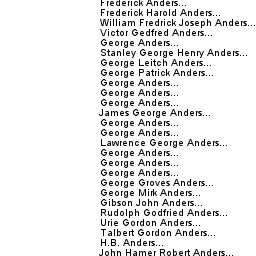 Frederick Anders...
Frederick Harold Anders...
William Fredrick Joseph Anders...
Victor Gedfred Anders...
George Anders...
Stanley George Henry Anders...
George Leitch Anders...
George Patrick Anders...
George Anders...
George Anders...
George Anders...
James George Anders...
George Anders...
George Anders...
Lawrence George Anders...
George Anders...
George Anders...
George Anders...
George Groves Anders...
George Mirk Anders...
Gibson John Anders...
Rudolph Godfried Anders...
Urie Gordon Anders...
Talbert Gordon Anders...
H.B. Anders...
John Hamer Robert Anders...